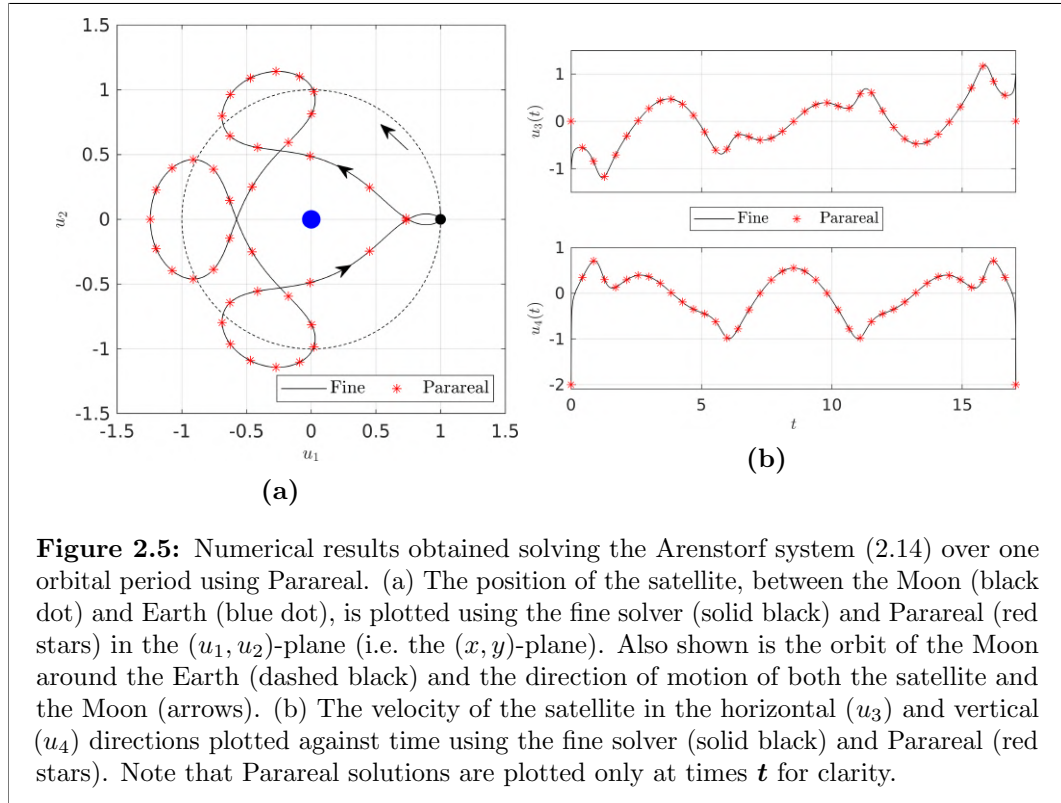 1.5
1
0.5
0
-0.5
-1
-1.5
u₂
-1.5 -1 -0.5 0 0.5 1 1.5
u₁
Fine Parareal
(a)
1
0
-1
u₃(t)
Fine Parareal
1
0
-1
-2
u₄(t)
0 5 10 15
t
(b)
Figure 2.5: Numerical results obtained solving the Arenstorf system (2.14) over one
orbital period using Parareal. (a) The position of the satellite, between the Moon (black
dot) and Earth (blue dot), is plotted using the fine solver (solid black) and Parareal (red
stars) in the (u₁, u₂)-plane (i.e. the (x, y)-plane). Also shown is the orbit of the Moon
around the Earth (dashed black) and the direction of motion of both the satellite and
the Moon (arrows). (b) The velocity of the satellite in the horizontal (u₃) and vertical
(u₄) directions plotted against time using the fine solver (solid black) and Parareal (red
stars). Note that Parareal solutions are plotted only at times t for clarity.